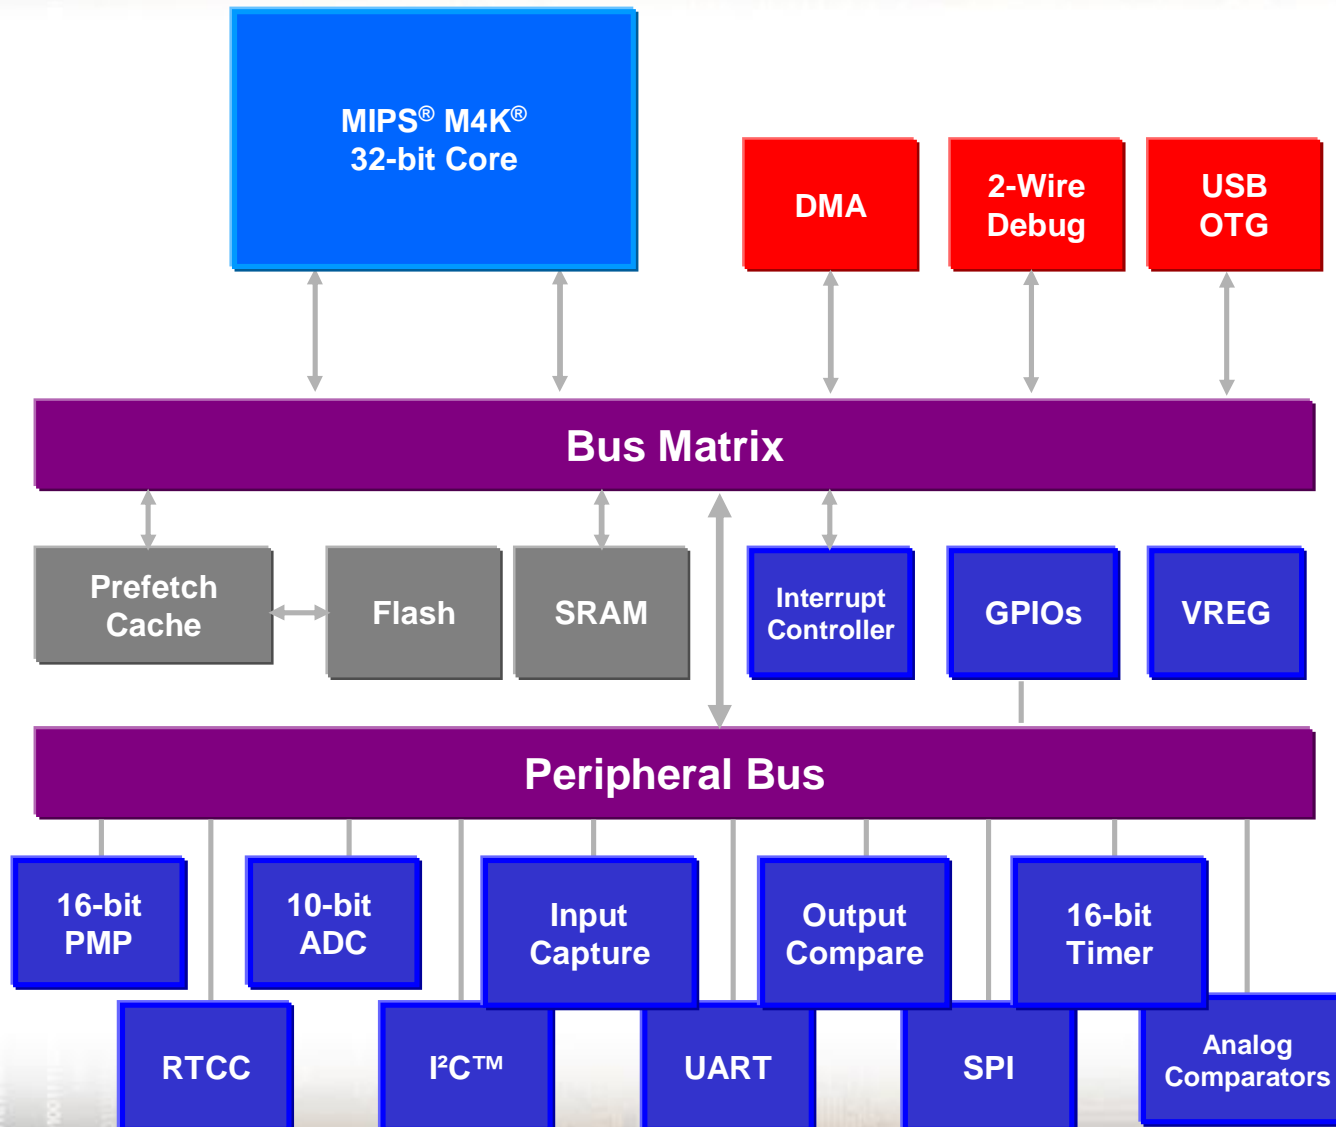 MIPS® M4K®
32-bit Core
DMA
2-Wire
Debug
USB
OTG
Bus Matrix
Prefetch
Cache
Flash
SRAM
Interrupt
Controller
GPIOs
VREG
Peripheral Bus
16-bit
PMP
10-bit
ADC
Input
Capture
Output
Compare
16-bit
Timer
RTCC
I²C™
UART
SPI
Analog
Comparators